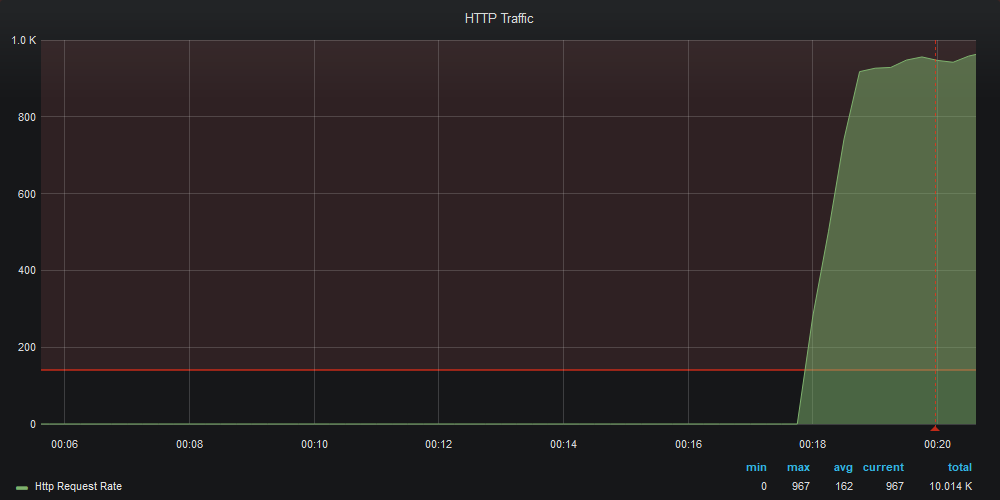 HTTP Traffic
1.0 K
800
600
400
200
0
00:06 00:08 00:10 00:12 00:14 00:16 00:18 00:20
min max avg current total
Http Request Rate 0 967 162 967 10.014 K